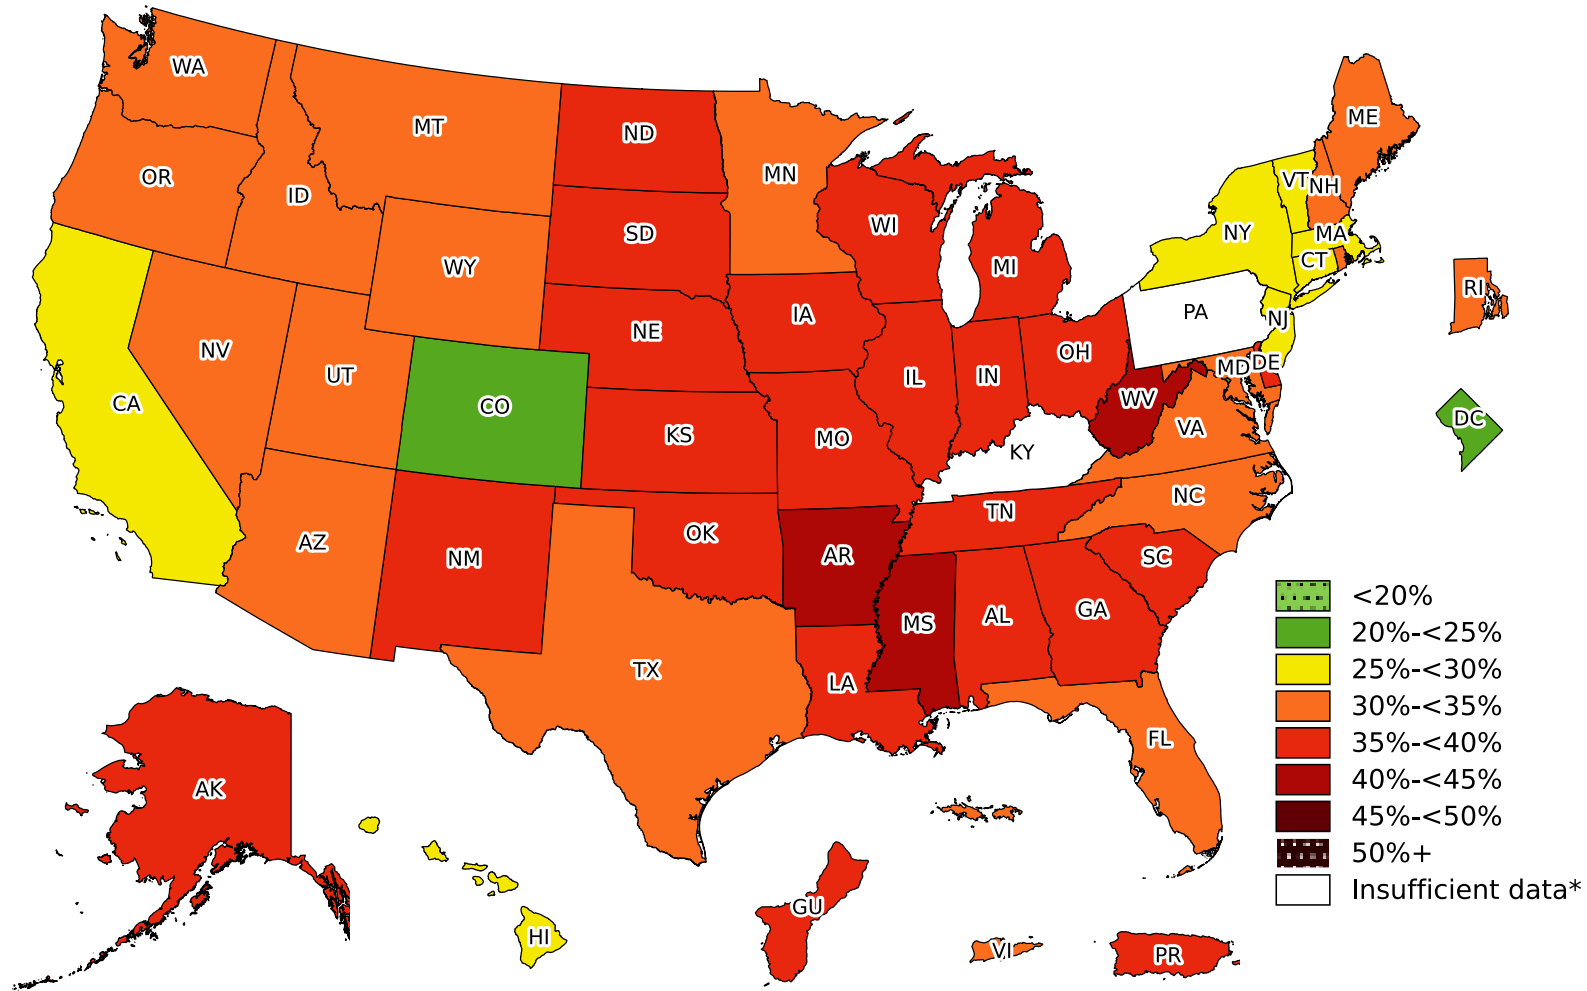 WA
MT
ND
ME
MN
OR
ID
VT
NH
SD
WI
NY
MA
WY
MI
CT
RI
IA
PA
NE
NJ
NV
OH
UT
IL
IN
MD
DE
CA
CO
WV
DC
KS
MO
VA
KY
NC
TN
OK
AZ
AR
SC
NM
GA
AL
MS
TX
LA
FL
AK
GU
HI
VI
PR
<20%
20%-<25%
25%-<30%
30%-<35%
35%-<40%
40%-<45%
45%-<50%
50%+
Insufficient data*